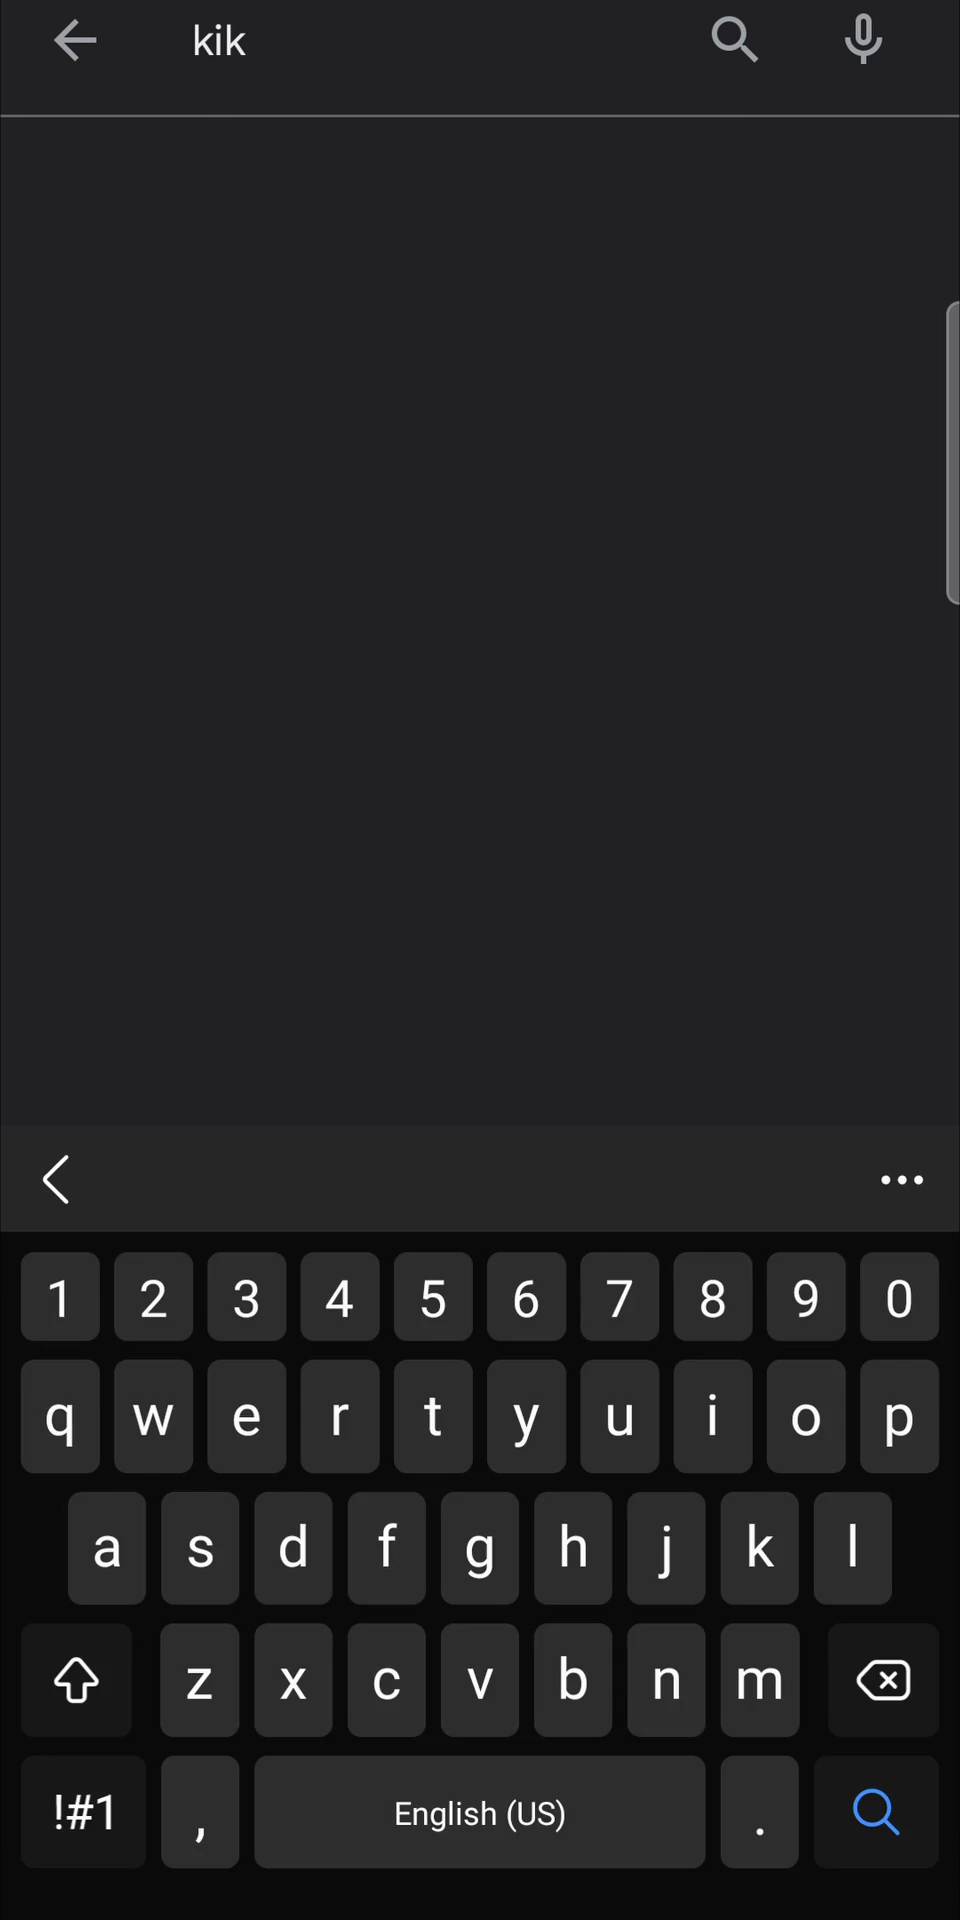 kik
1 2 3 4 5 6 7 8 9 0
q w e r t y u i o p
a s d f g h j k l
z x c v b n m
!#1 , English (US) .